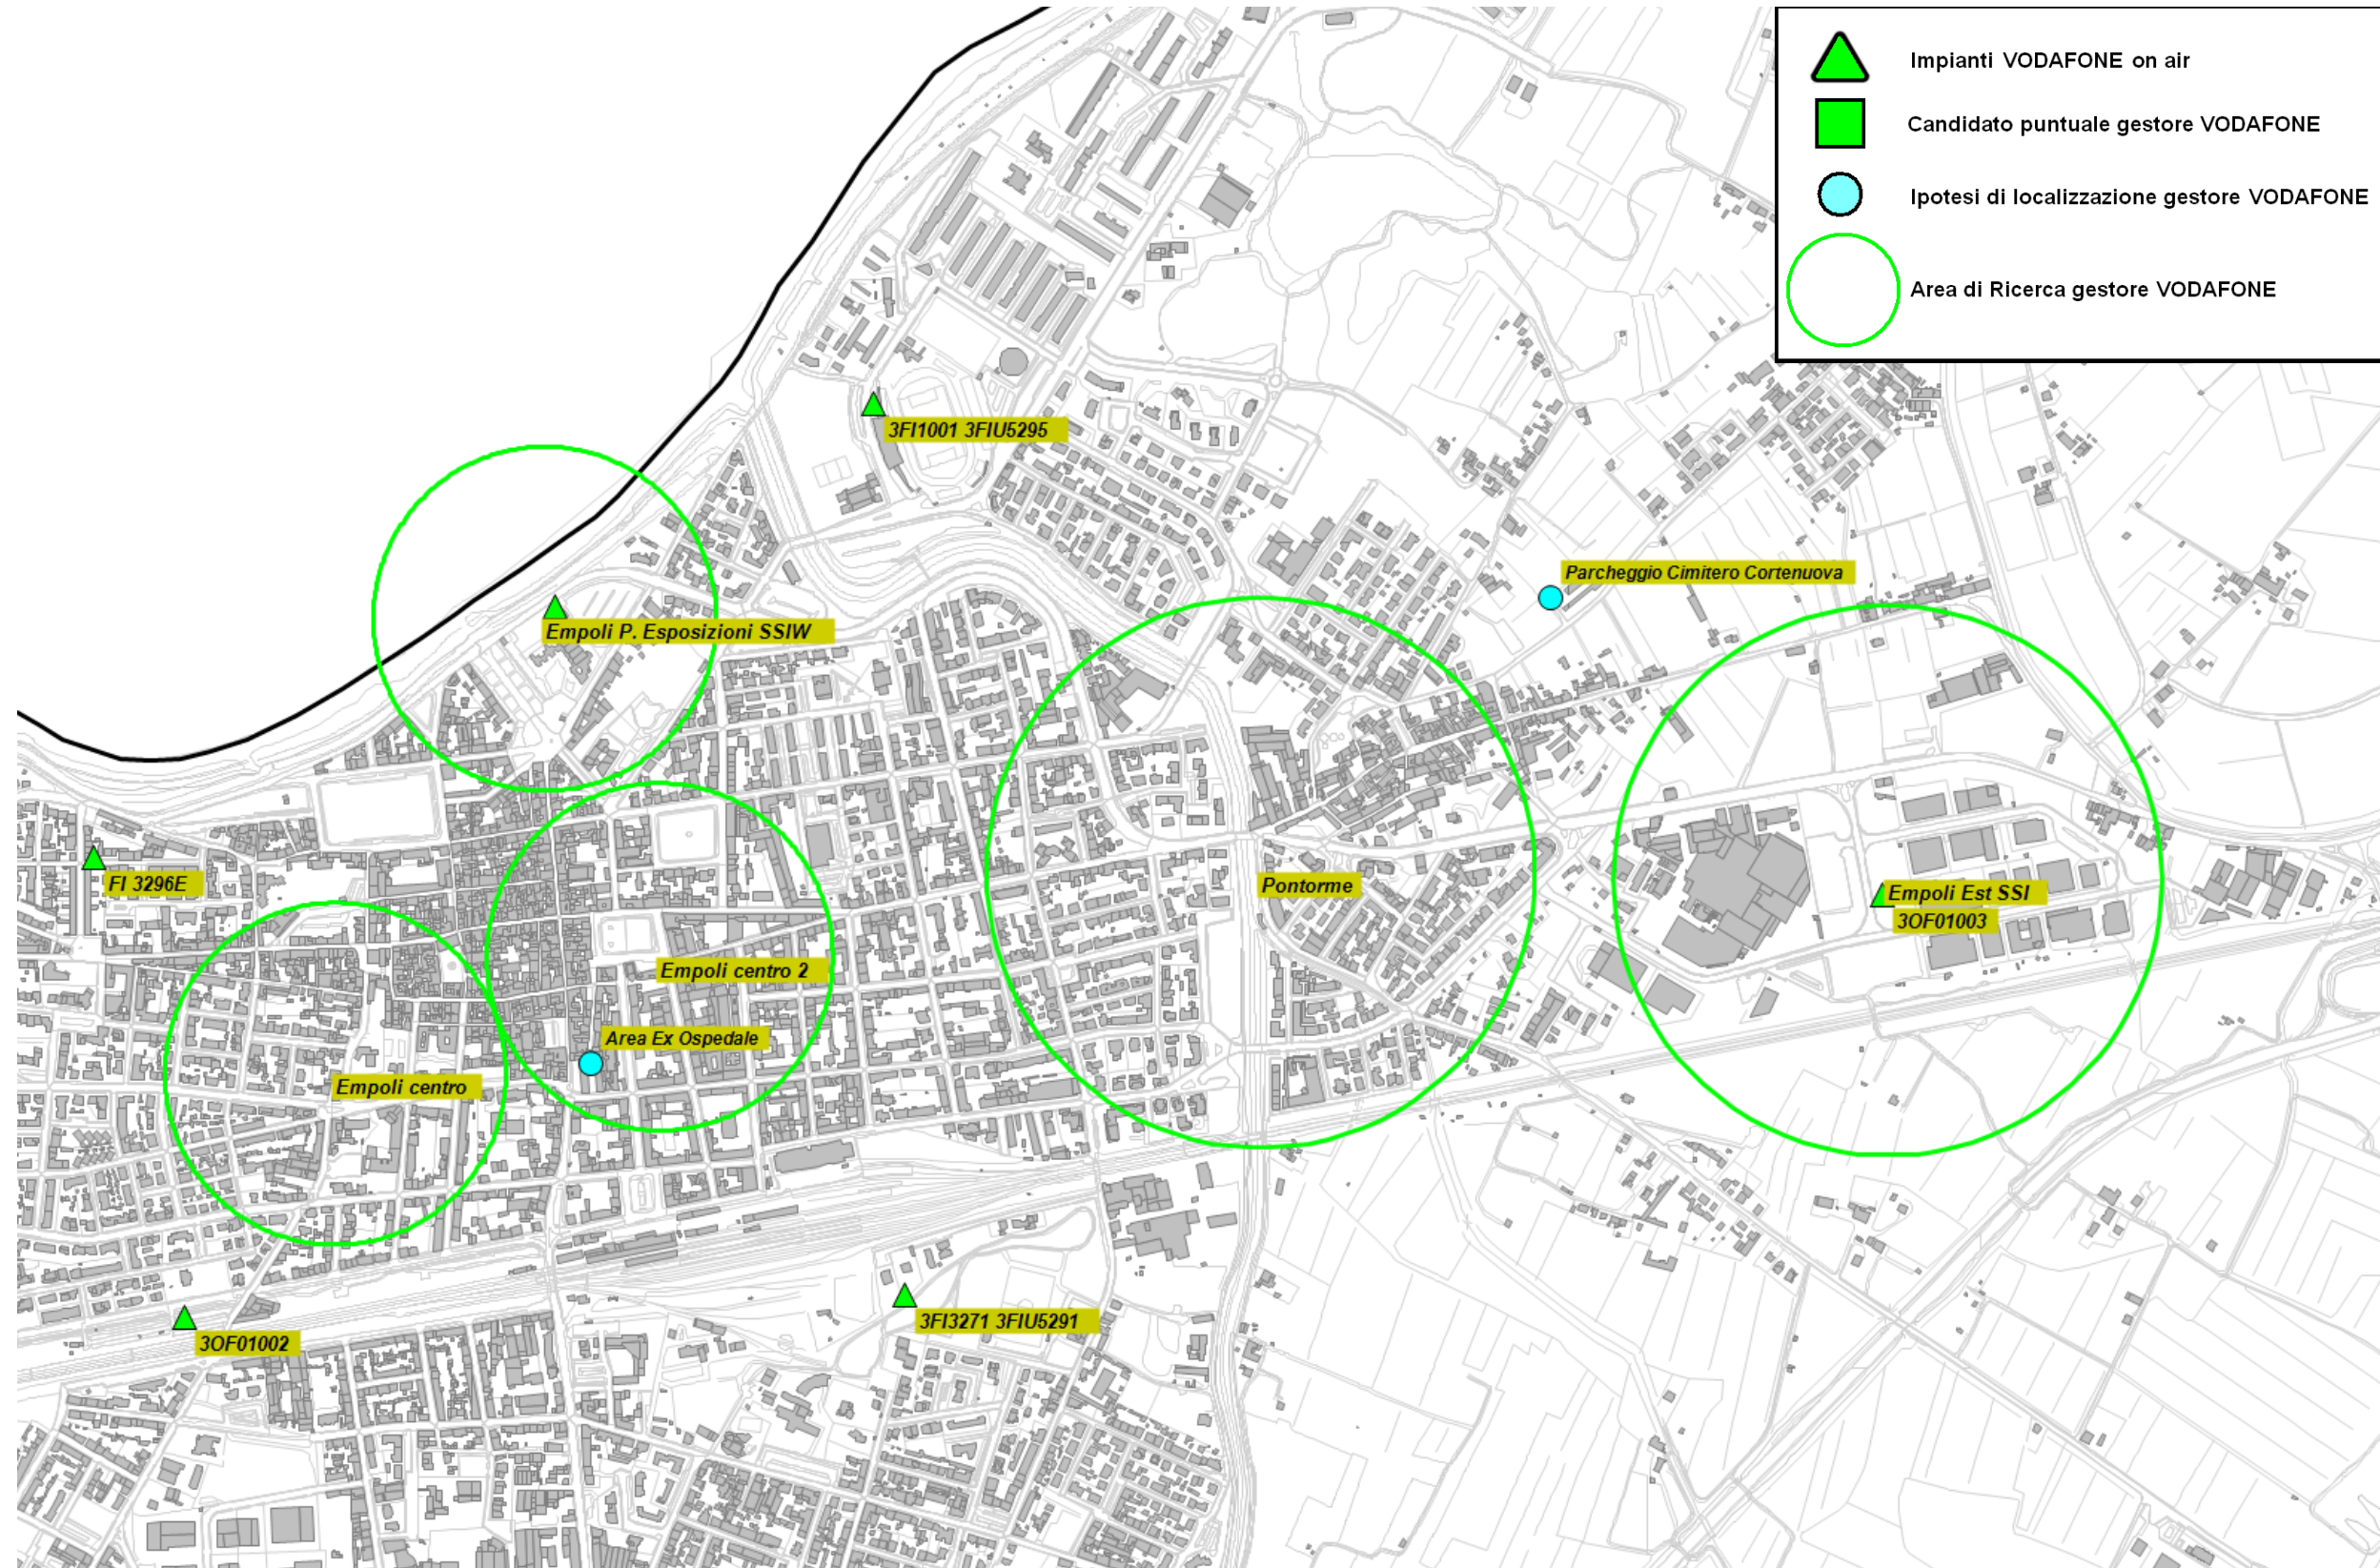 Impianti VODAFONE on air
Candidato puntuale gestore VODAFONE
Ipotesi di localizzazione gestore VODAFONE
Area di Ricerca gestore VODAFONE
3FI1001 3FIU5295
Parcheggio Cimitero Cortenuova
Empoli P. Esposizioni SSIW
FI 3296E
Pontorme
Empoli Est SSI
3OF01003
Empoli centro 2
Area Ex Ospedale
Empoli centro
3FI3271 3FIU5291
3OF01002